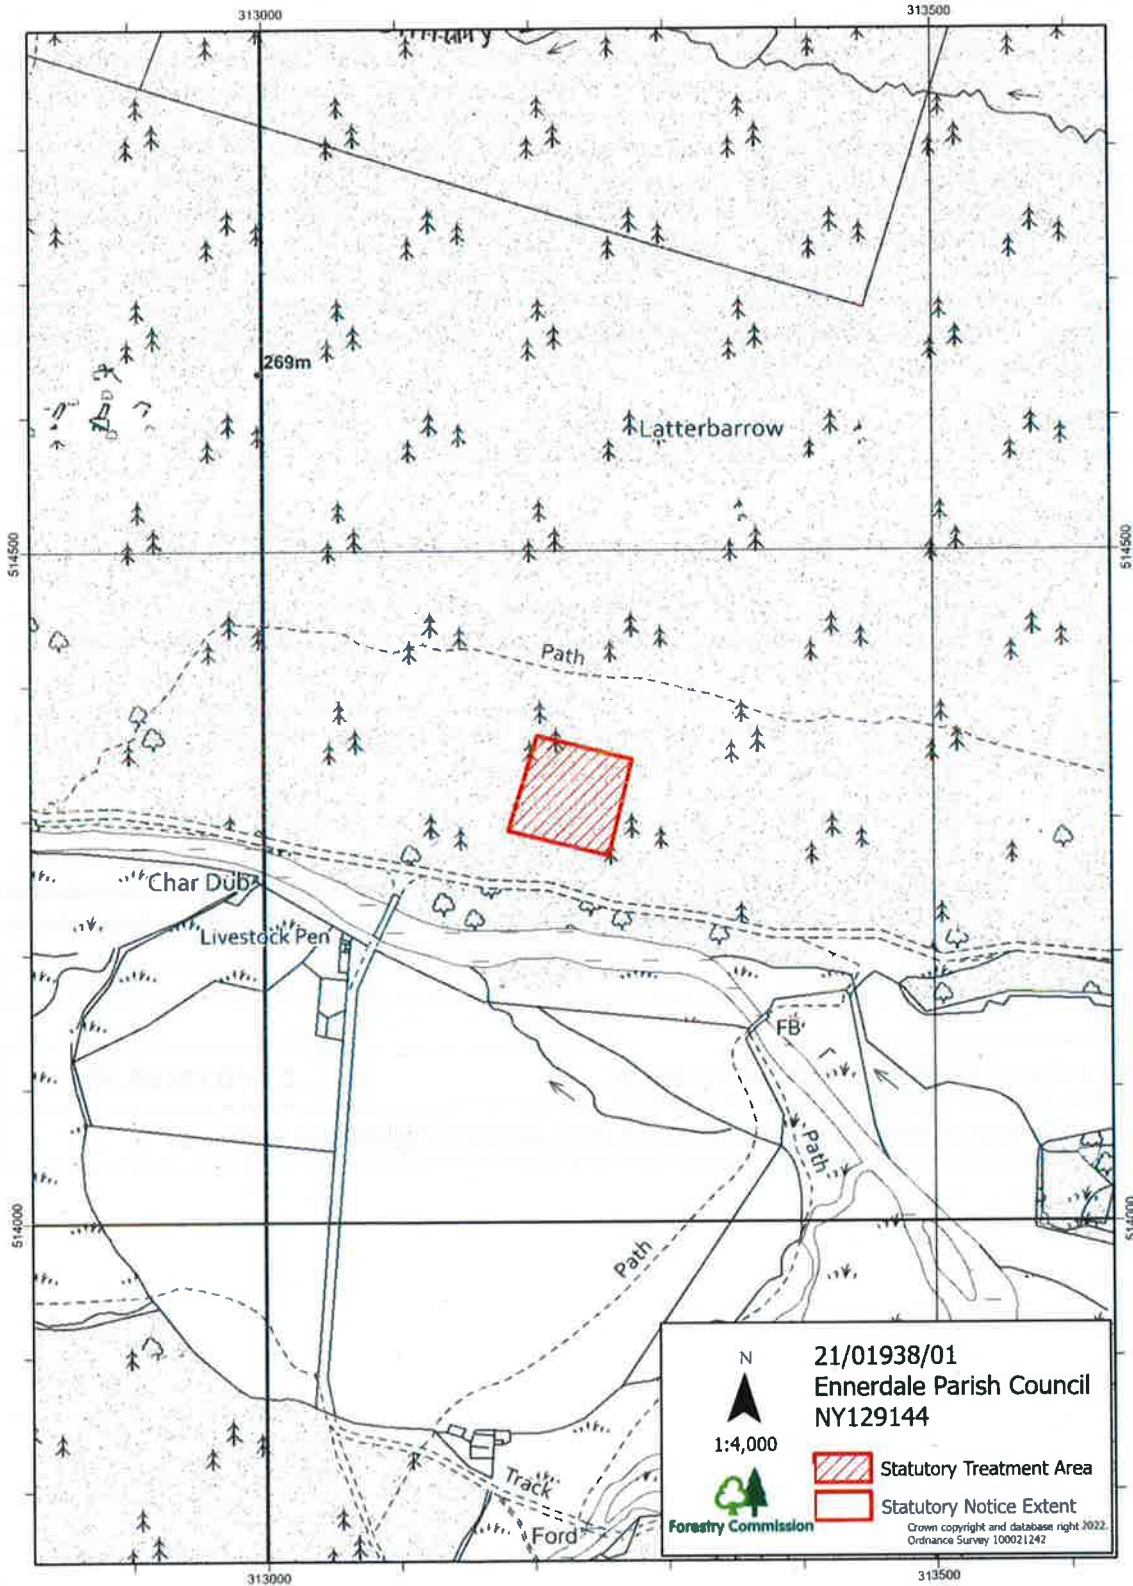 313000
313500
269m
Latterbarrow
514500
514500
Path
Char Dub
Livestock Pen
FB
Path
514000
514000
Path
Track
Ford
N
1:4,000
Forestry Commission
21/01938/01
Ennerdale Parish Council
NY129144
Statutory Treatment Area
Statutory Notice Extent
Crown copyright and database right 2022.
Ordnance Survey 100021242
313000
313500